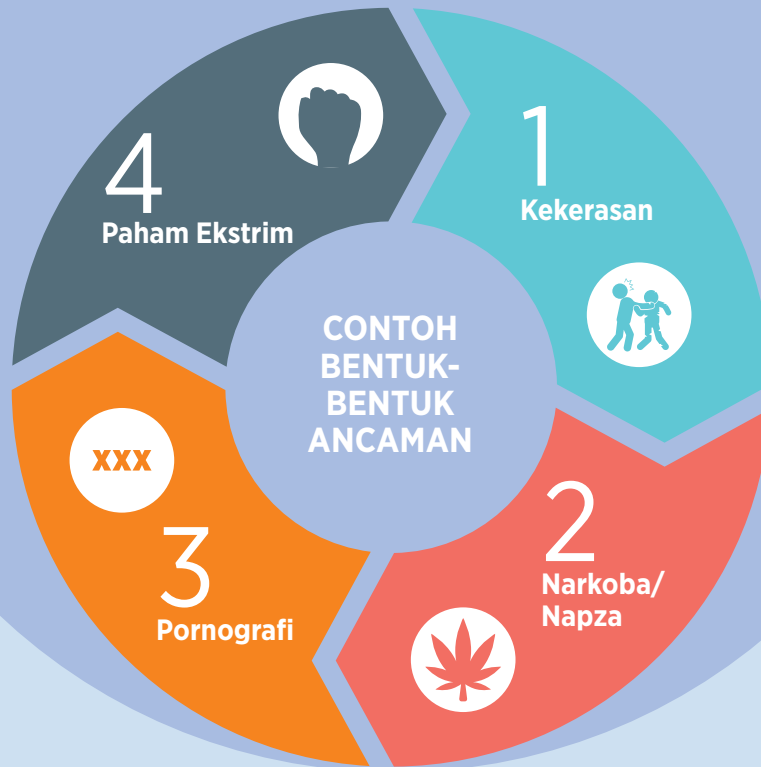 CONTOH
BENTUK-
BENTUK
ANCAMAN
1
Kekerasan
2
Narkoba/
Napza
3
Pornografi
xxx
4
Paham Ekstrim